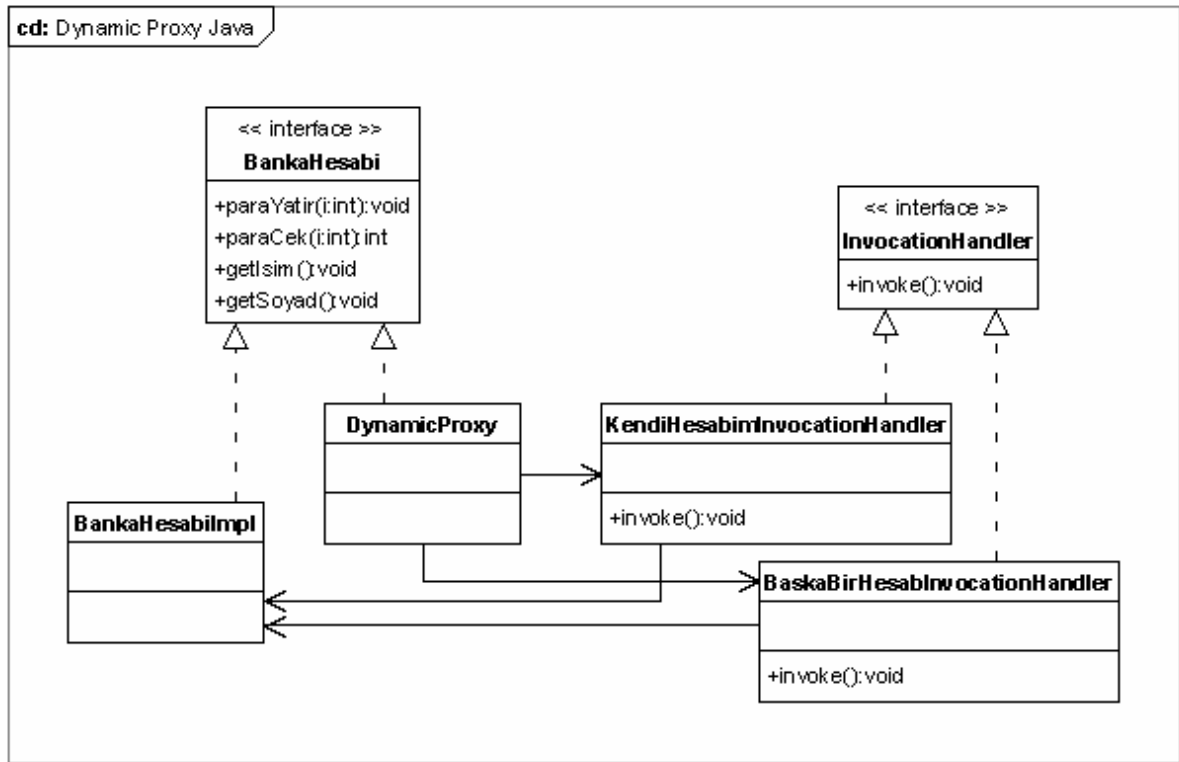 cd: Dynamic Proxy Java
<< interface >>
BankaHesabi
+paraYatir(i:int):void
+paraCek(i:int):int
+getIsim():void
+getSoyad():void
<< interface >>
InvocationHandler
+invoke():void
DynamicProxy
KendiHesabimInvocationHandler
+invoke():void
BankaHesabiImpl
BaskaBirHesabInvocationHandler
+invoke():void